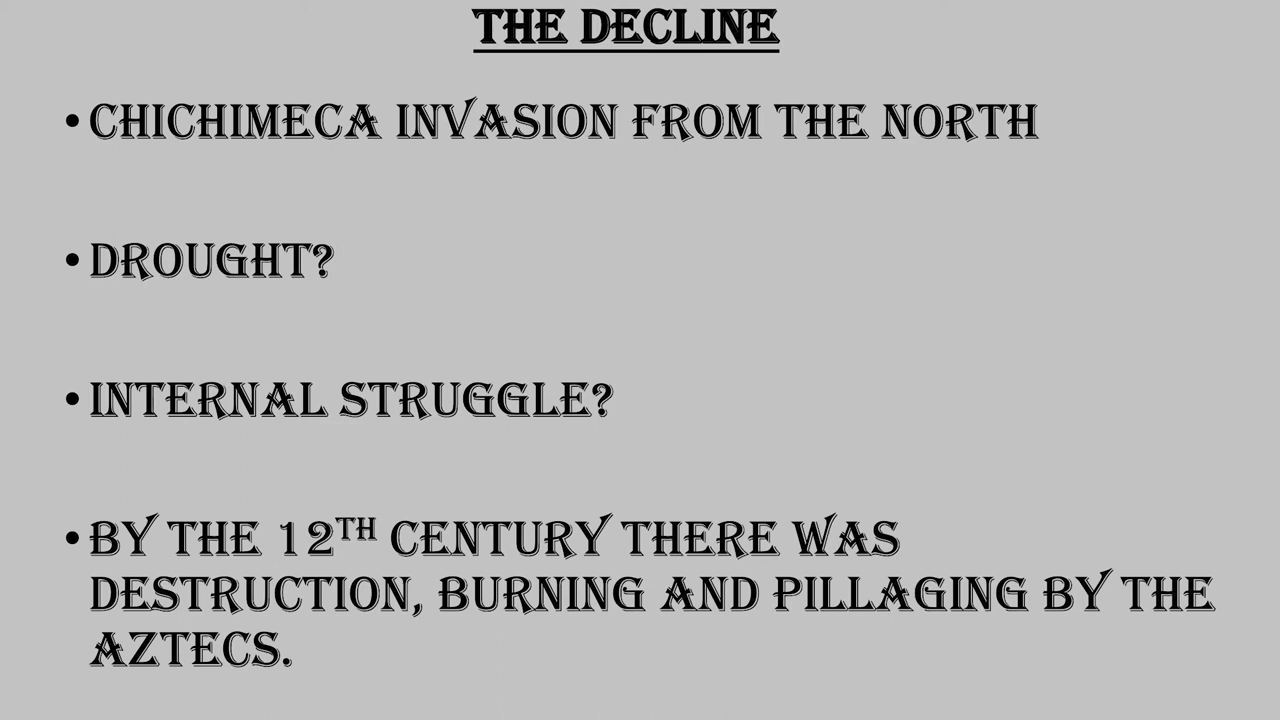 THE DECLINE
• CHICHIMECA INVASION FROM THE NORTH
• DROUGHT?
• INTERNAL STRUGGLE?
• BY THE 12TH CENTURY THERE WAS
DESTRUCTION, BURNING AND PILLAGING BY THE
AZTECS.